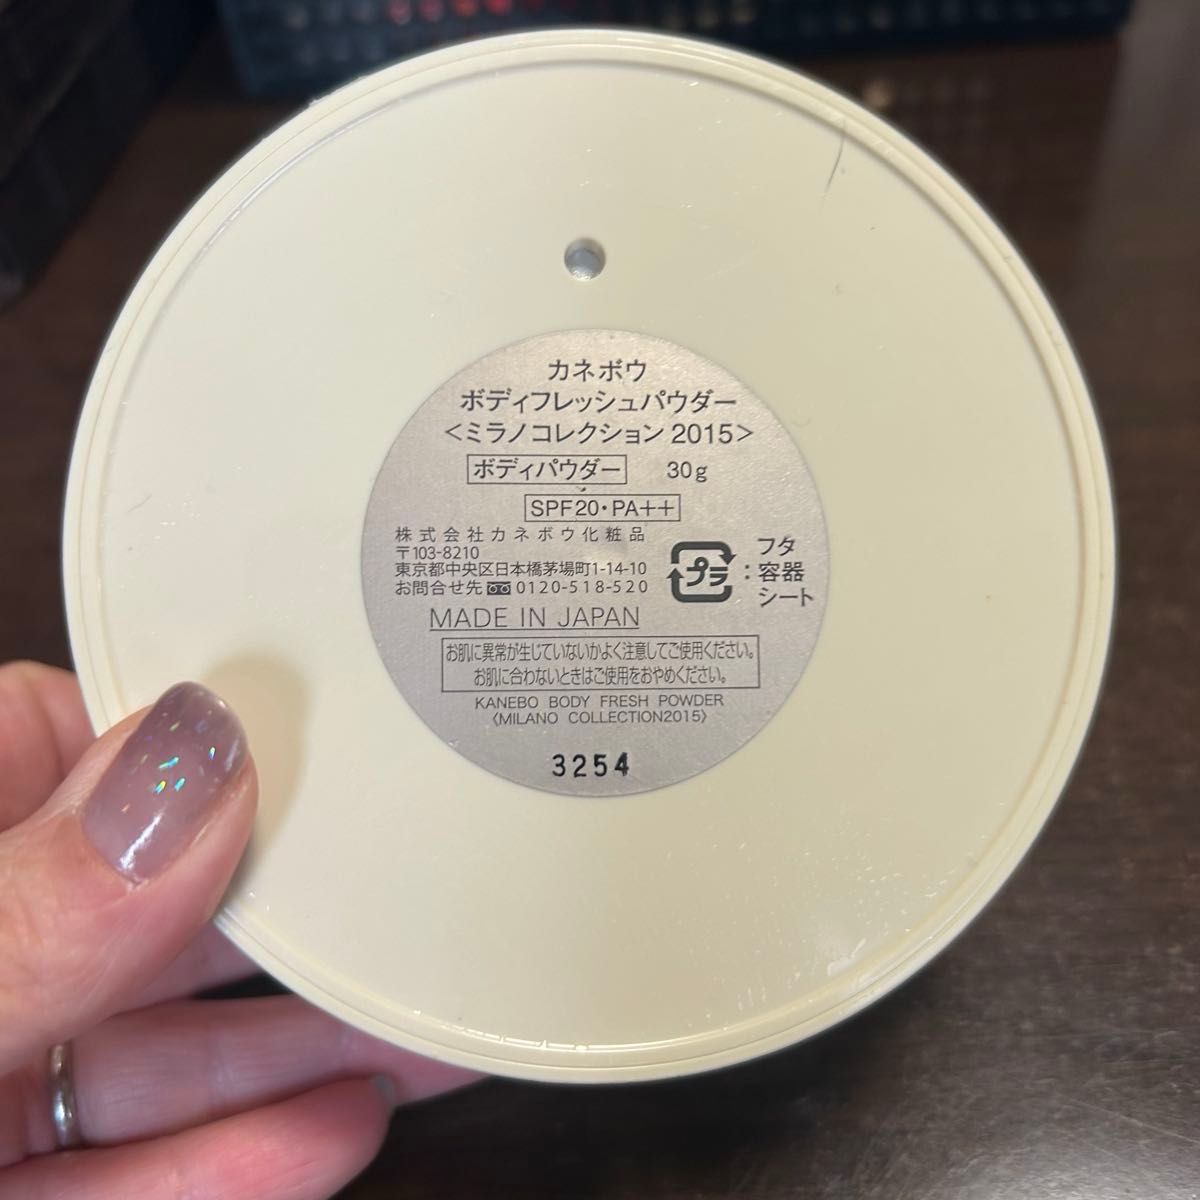 カネボウ
ボディフレッシュパウダー
<ミラノコレクション 2015>
ボディパウダー 30g
SPF20・PA++
株式会社カネボウ化粧品
〒103-8210
東京都中央区日本橋茅場町1-14-10
お問合せ先 0120-518-520
MADE IN JAPAN
プラ
フタ
:容器
シート
お肌に異常が生じていないかよく注意してご使用ください。
お肌に合わないときはご使用をおやめください。
KANEBO BODY FRESH POWDER
〈MILANO COLLECTION2015〉
3254